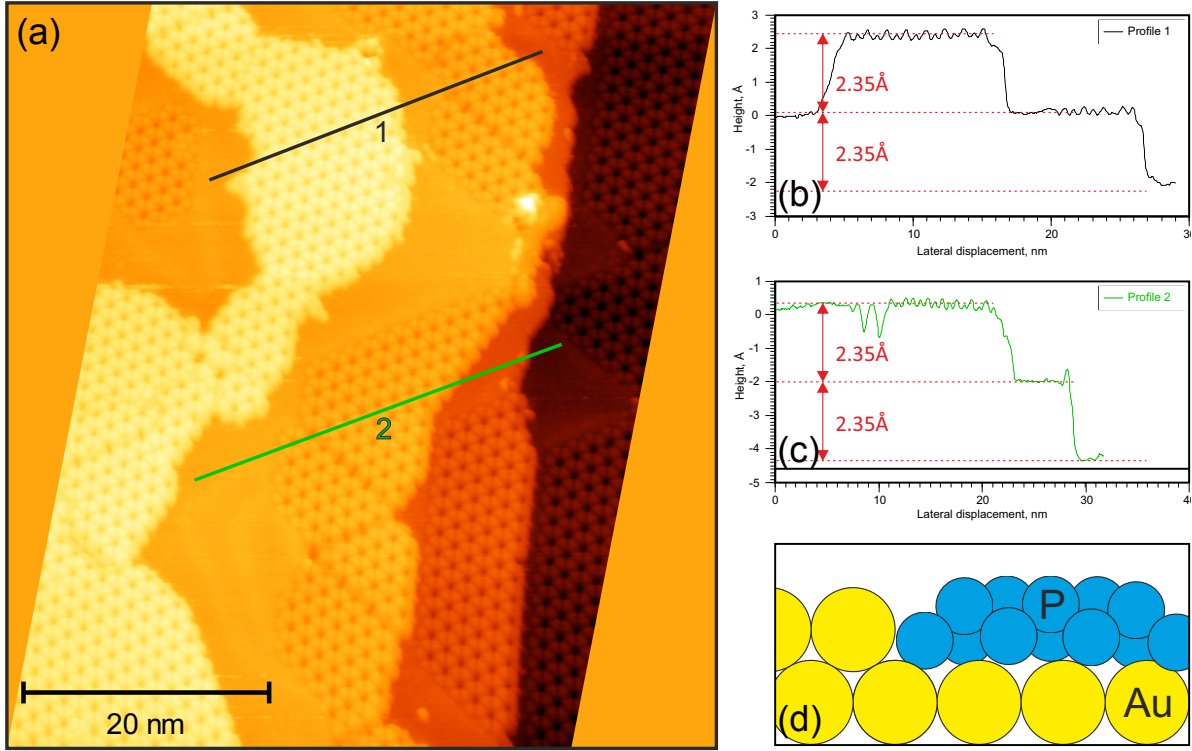 (a)
1
2
20 nm
Profile 1
Height, Å
3
2
1
0
-1
-2
-3
2.35Å
2.35Å
(b)
0
10
20
30
Lateral displacement, nm
Profile 2
Height, Å
1
0
-1
-2
-3
-4
-5
2.35Å
2.35Å
(c)
0
10
20
30
40
Lateral displacement, nm
P
Au
(d)